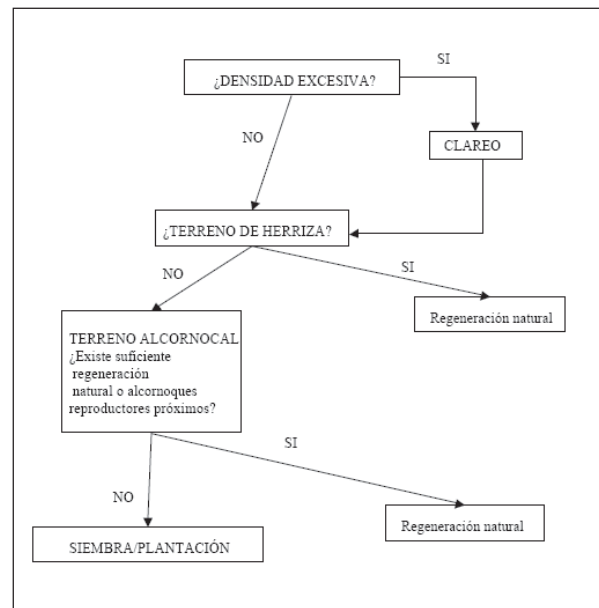 SI
¿DENSIDAD EXCESIVA?
NO
CLAREO
¿TERRENO DE HERRIZA?
NO
SI
Regeneración natural
TERRENO ALCORNOCAL
¿Existe suficiente
regeneración
natural o alcornoques
reproductores próximos?
SI
NO
Regeneración natural
SIEMBRA/PLANTACIÓN